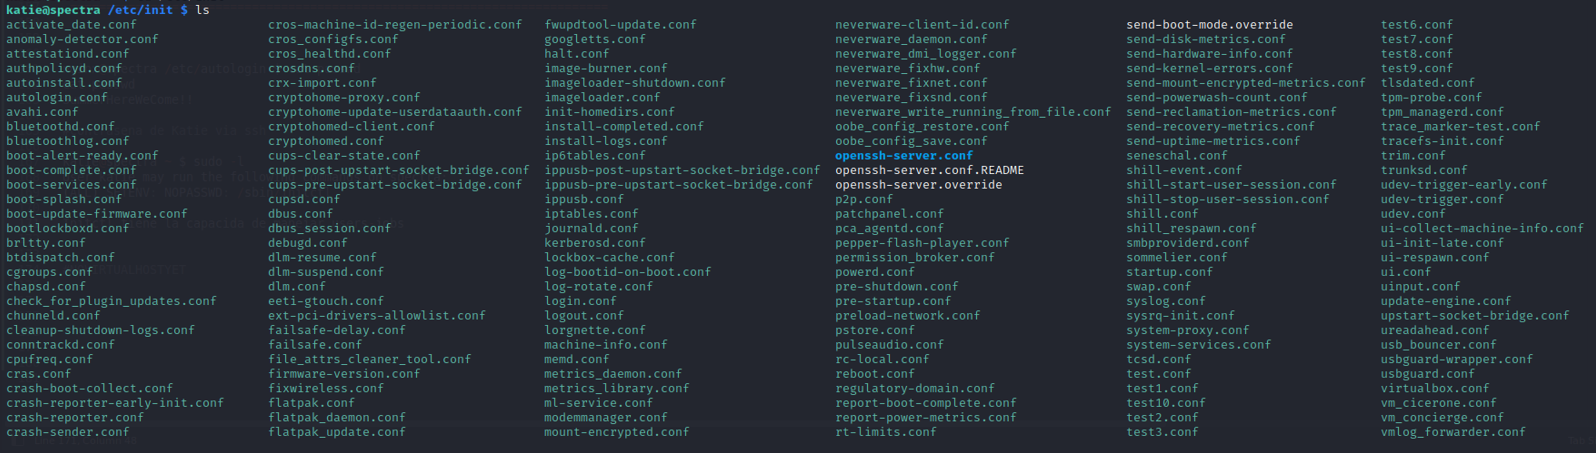 katie@spectra /etc/init $ ls
activate_date.conf cros-machine-id-regen-periodic.conf fwupdtool-update.conf neverware-client-id.conf send-boot-mode.override test6.conf
anomaly-detector.conf cros_configfs.conf googletts.conf neverware_daemon.conf send-disk-metrics.conf test7.conf
attestationd.conf cros_healthd.conf halt.conf neverware_dmi_logger.conf send-hardware-info.conf test8.conf
authpolicyd.conf crosdns.conf image-burner.conf neverware_fixhw.conf send-kernel-errors.conf test9.conf
autoinstall.conf crx-import.conf imageloader-shutdown.conf neverware_fixnet.conf send-mount-encrypted-metrics.conf tlsdated.conf
autologin.conf cryptohome-proxy.conf imageloader.conf neverware_fixsnd.conf send-powerwash-count.conf tpm-probe.conf
avahi.conf cryptohome-update-userdataauth.conf init-homedirs.conf neverware_write_running_from_file.conf send-reclamation-metrics.conf tpm_managerd.conf
bluetoothd.conf cryptohomed-client.conf install-completed.conf oobe_config_restore.conf send-recovery-metrics.conf trace_marker-test.conf
bluetoothlog.conf cryptohomed.conf install-logs.conf oobe_config_save.conf send-uptime-metrics.conf tracefs-init.conf
boot-alert-ready.conf cups-clear-state.conf ip6tables.conf openssh-server.conf seneschal.conf trim.conf
boot-complete.conf cups-post-upstart-socket-bridge.conf ippusb-post-upstart-socket-bridge.conf openssh-server.conf.README shill-event.conf trunksd.conf
boot-services.conf cups-pre-upstart-socket-bridge.conf ippusb-pre-upstart-socket-bridge.conf openssh-server.override shill-start-user-session.conf udev-trigger-early.conf
boot-splash.conf cupsd.conf ippusb.conf p2p.conf shill-stop-user-session.conf udev-trigger.conf
boot-update-firmware.conf dbus.conf iptables.conf patchpanel.conf shill.conf udev.conf
bootlockboxd.conf dbus_session.conf journald.conf pca_agentd.conf shill_respawn.conf ui-collect-machine-info.conf
brltty.conf debugd.conf kerberosd.conf pepper-flash-player.conf smbproviderd.conf ui-init-late.conf
btdispatch.conf dlm-resume.conf lockbox-cache.conf permission_broker.conf sommelier.conf ui-respawn.conf
cgroups.conf dlm-suspend.conf log-bootid-on-boot.conf powerd.conf startup.conf ui.conf
chapsd.conf dlm.conf log-rotate.conf pre-shutdown.conf swap.conf uinput.conf
check_for_plugin_updates.conf eeti-gtouch.conf login.conf pre-startup.conf syslog.conf update-engine.conf
chunneld.conf ext-pci-drivers-allowlist.conf logout.conf preload-network.conf sysrq-init.conf upstart-socket-bridge.conf
cleanup-shutdown-logs.conf failsafe-delay.conf lorgnette.conf pstore.conf system-proxy.conf ureadahead.conf
conntrackd.conf failsafe.conf machine-info.conf pulseaudio.conf system-services.conf usb_bouncer.conf
cpufreq.conf file_attrs_cleaner_tool.conf memd.conf rc-local.conf tcsd.conf usbguard-wrapper.conf
cras.conf firmware-version.conf metrics_daemon.conf reboot.conf test.conf usbguard.conf
crash-boot-collect.conf fixwireless.conf metrics_library.conf regulatory-domain.conf test1.conf virtualbox.conf
crash-reporter-early-init.conf flatpak.conf ml-service.conf report-boot-complete.conf test10.conf vm_cicerone.conf
crash-reporter.conf flatpak_daemon.conf modemmanager.conf report-power-metrics.conf test2.conf vm_concierge.conf
crash-sender.conf flatpak_update.conf mount-encrypted.conf rt-limits.conf test3.conf vmlog_forwarder.conf